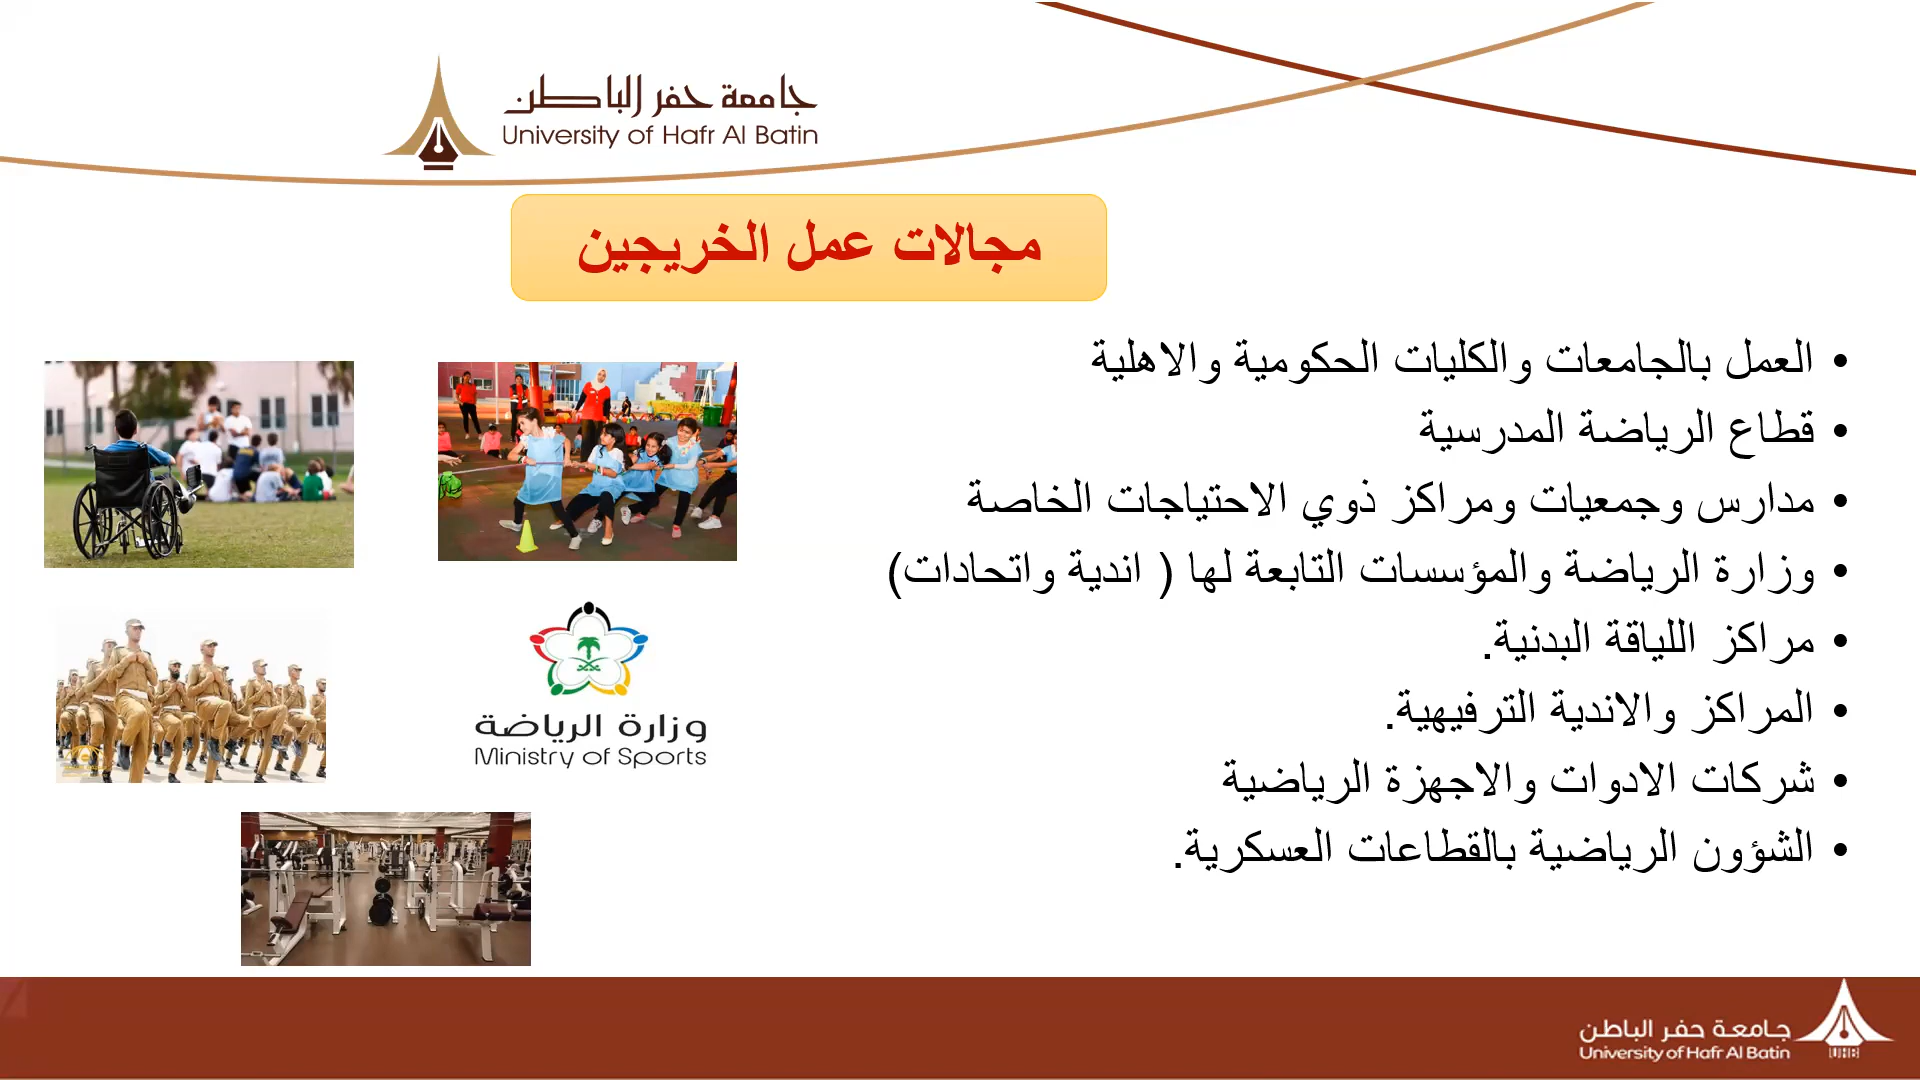 جامعة حفر الباطن
University of Hafr Al Batin
مجالات عمل الخريجين
• العمل بالجامعات والكليات الحكومية والاهلية
• قطاع الرياضة المدرسية
• مدارس وجمعيات ومراكز ذوي الاحتياجات الخاصة
• وزارة الرياضة والمؤسسات التابعة لها ( اندية واتحادات)
• مراكز اللياقة البدنية.
• المراكز والاندية الترفيهية.
• شركات الادوات والاجهزة الرياضية
• الشؤون الرياضية بالقطاعات العسكرية.
وزارة الرياضة
Ministry of Sports
جامعة حفر الباطن
University of Hafr Al Batin